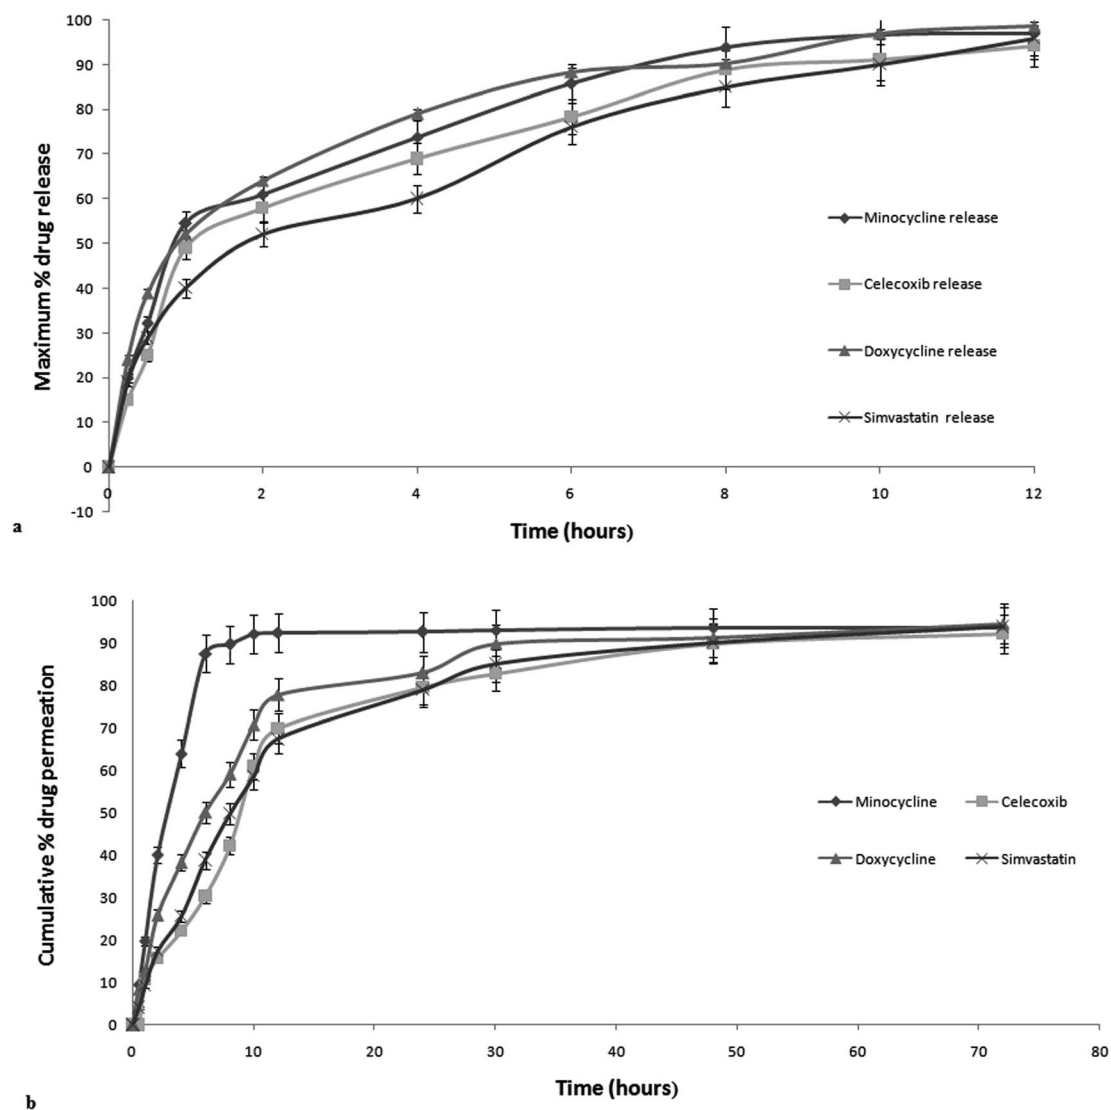 100
90
80
70
60
50
40
30
20
10
0
-10
Maximum % drug release
0 2 4 6 8 10 12
Time (hours)
Minocycline release
Celecoxib release
Doxycycline release
Simvastatin release
a
100
90
80
70
60
50
40
30
20
10
0
Cumulative % drug permeation
0 10 20 30 40 50 60 70 80
Time (hours)
Minocycline Celecoxib
Doxycycline Simvastatin
b